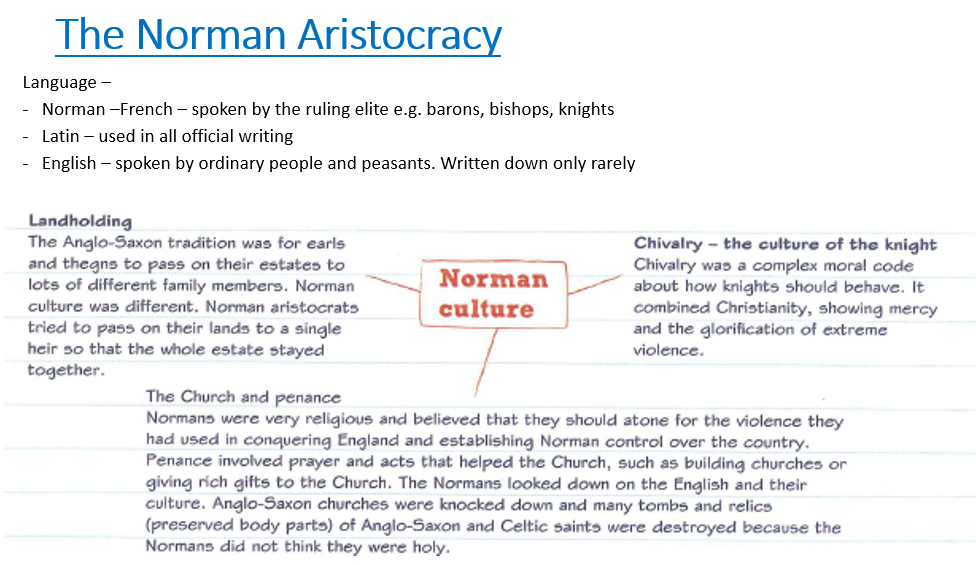 The Norman Aristocracy
Language –
- Norman –French – spoken by the ruling elite e.g. barons, bishops, knights
- Latin – used in all official writing
- English – spoken by ordinary people and peasants. Written down only rarely
Landholding
The Anglo-Saxon tradition was for earls
and thegns to pass on their estates to
lots of different family members. Norman
culture was different. Norman aristocrats
tried to pass on their lands to a single
heir so that the whole estate stayed
together.
Norman
culture
Chivalry – the culture of the knight
Chivalry was a complex moral code
about how knights should behave. It
combined Christianity, showing mercy
and the glorification of extreme
violence.
The Church and penance
Normans were very religious and believed that they should atone for the violence they
had used in conquering England and establishing Norman control over the country.
Penance involved prayer and acts that helped the Church, such as building churches or
giving rich gifts to the Church. The Normans looked down on the English and their
culture. Anglo-Saxon churches were knocked down and many tombs and relics
(preserved body parts) of Anglo-Saxon and Celtic saints were destroyed because the
Normans did not think they were holy.